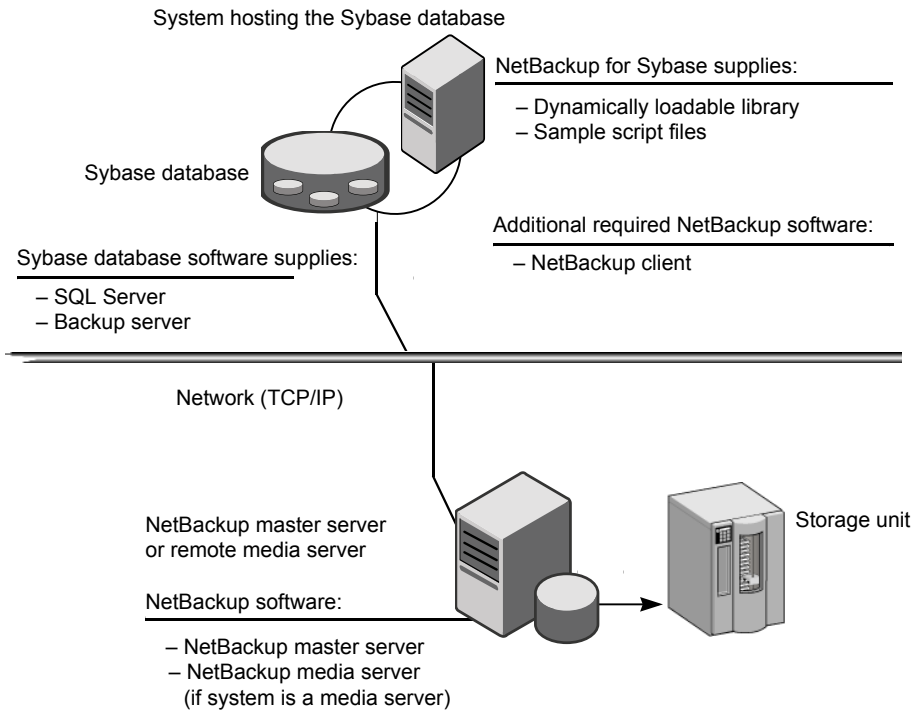 System hosting the Sybase database
NetBackup for Sybase supplies:
– Dynamically loadable library
– Sample script files
Sybase database
Additional required NetBackup software:
– NetBackup client
Sybase database software supplies:
– SQL Server
– Backup server
Network (TCP/IP)
NetBackup master server
or remote media server
Storage unit
NetBackup software:
– NetBackup master server
– NetBackup media server
(if system is a media server)